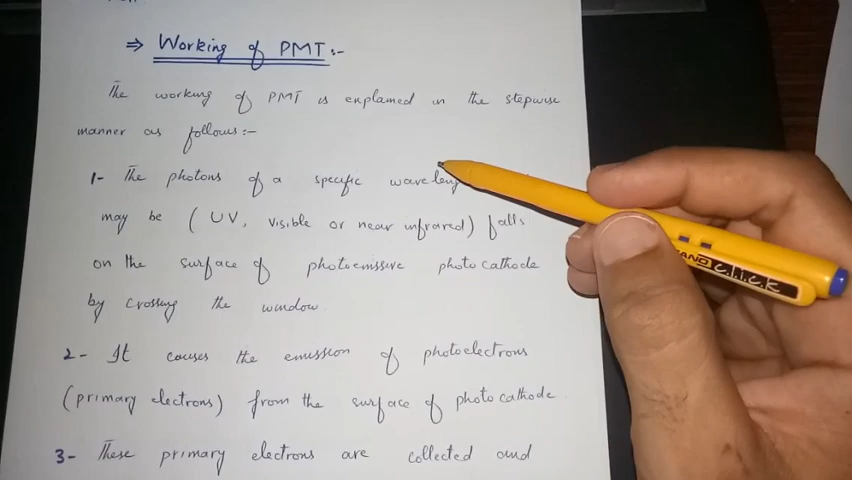 ⇒ Working of PMT:-
The working of PMT is explained in the stepwise
manner as follows:-
1- The photons of a specific waveleng
may be (UV, visible or near infrared) falls
on the surface of photoemissive photocathode
by crossing the window.
2- It causes the emission of photoelectrons
(primary electrons) from the surface of photocathode
3- These primary electrons are collected and
NANO click